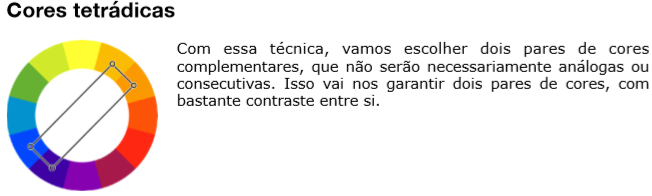 Cores tetrádicas
Com essa técnica, vamos escolher dois pares de cores
complementares, que não serão necessariamente análogas ou
consecutivas. Isso vai nos garantir dois pares de cores, com
bastante contraste entre si.